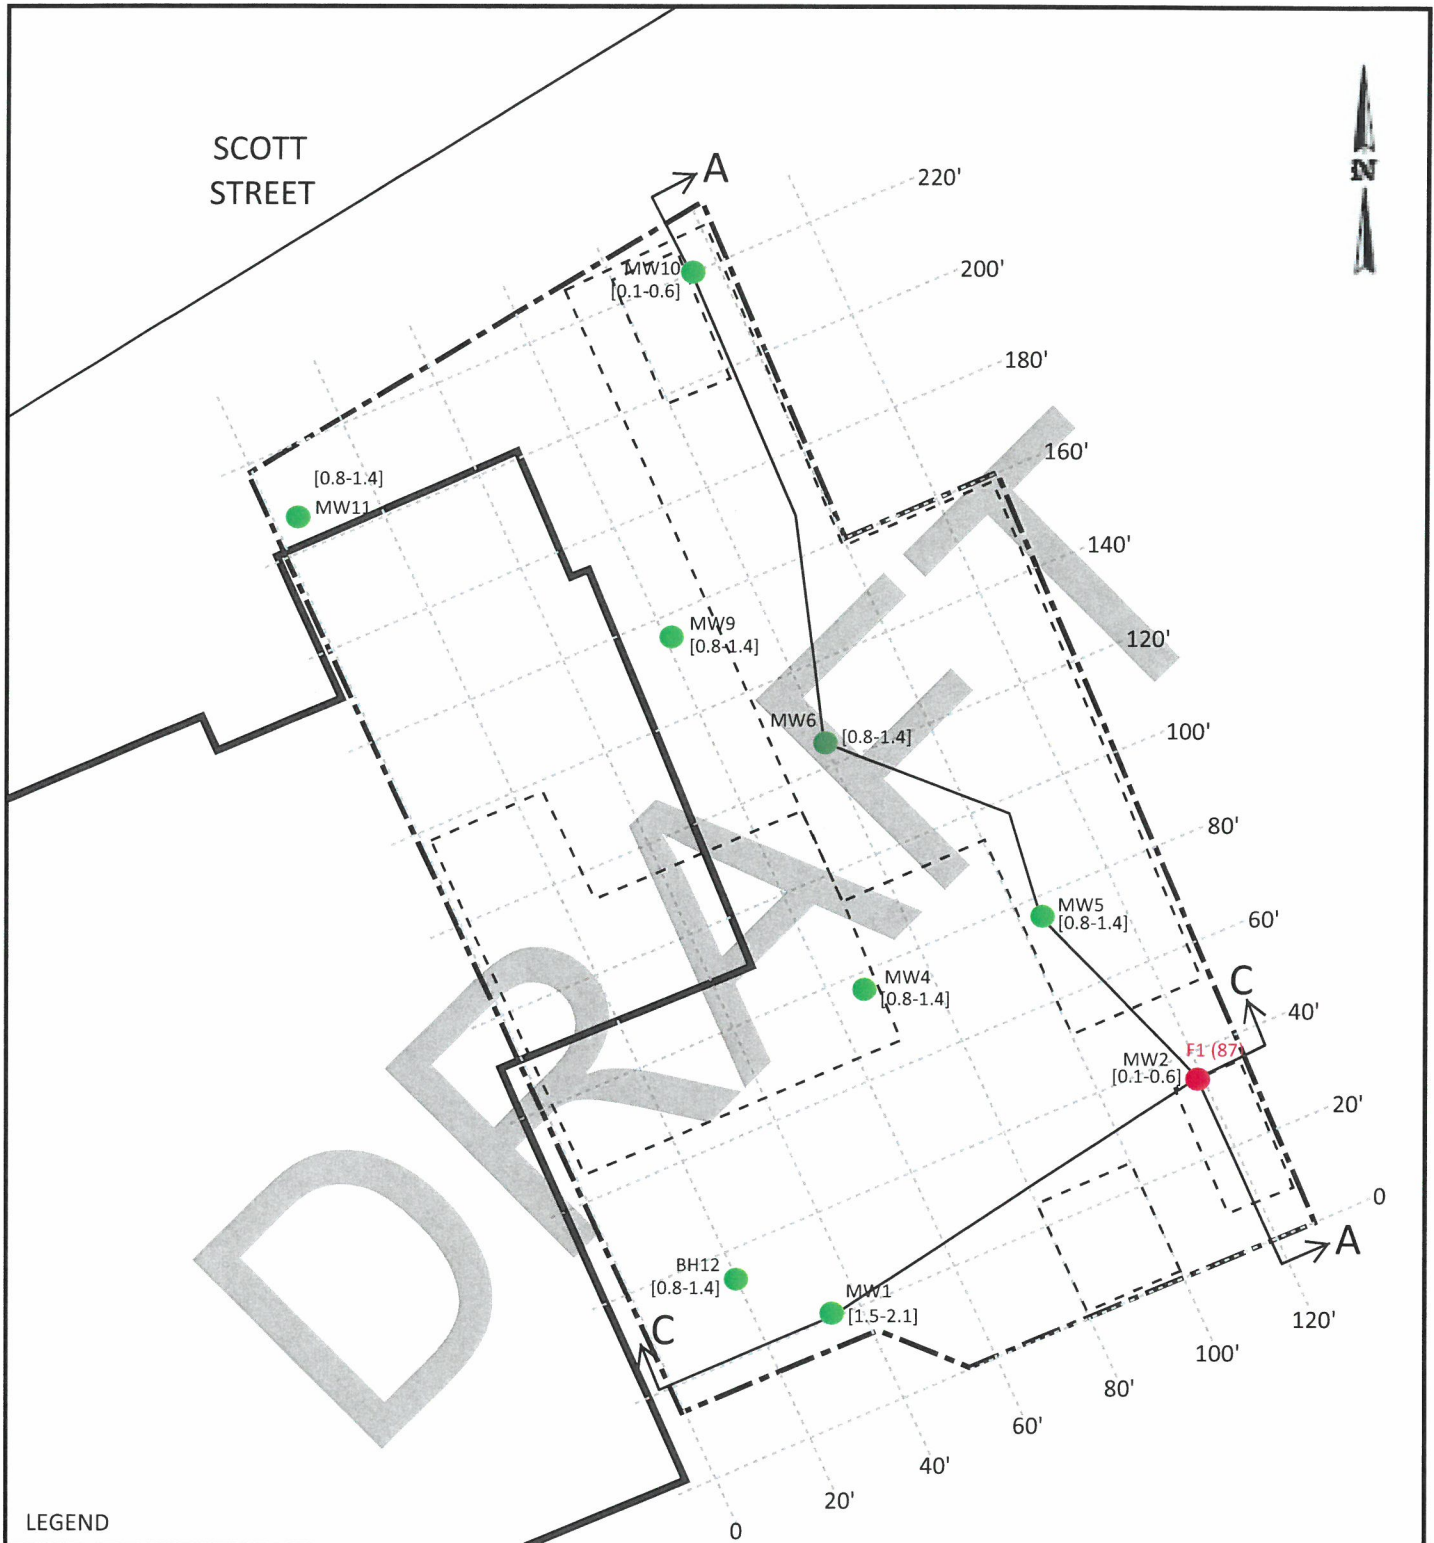 SCOTT
STREET
A
N
220'
MW10
[0.1-0.6]
200'
180'
160'
[0.8-1.4]
MW11
140'
MW9
[0.8-1.4]
120'
MW6
[0.8-1.4]
100'
80'
MW5
[0.8-1.4]
60'
MW4
[0.8-1.4]
C
40'
F1 (87)
MW2
[0.1-0.6]
20'
0
A
BH12
[0.8-1.4]
MW1
[1.5-2.1]
C
120'
100'
80'
60'
40'
20'
0
DRAFT
LEGEND